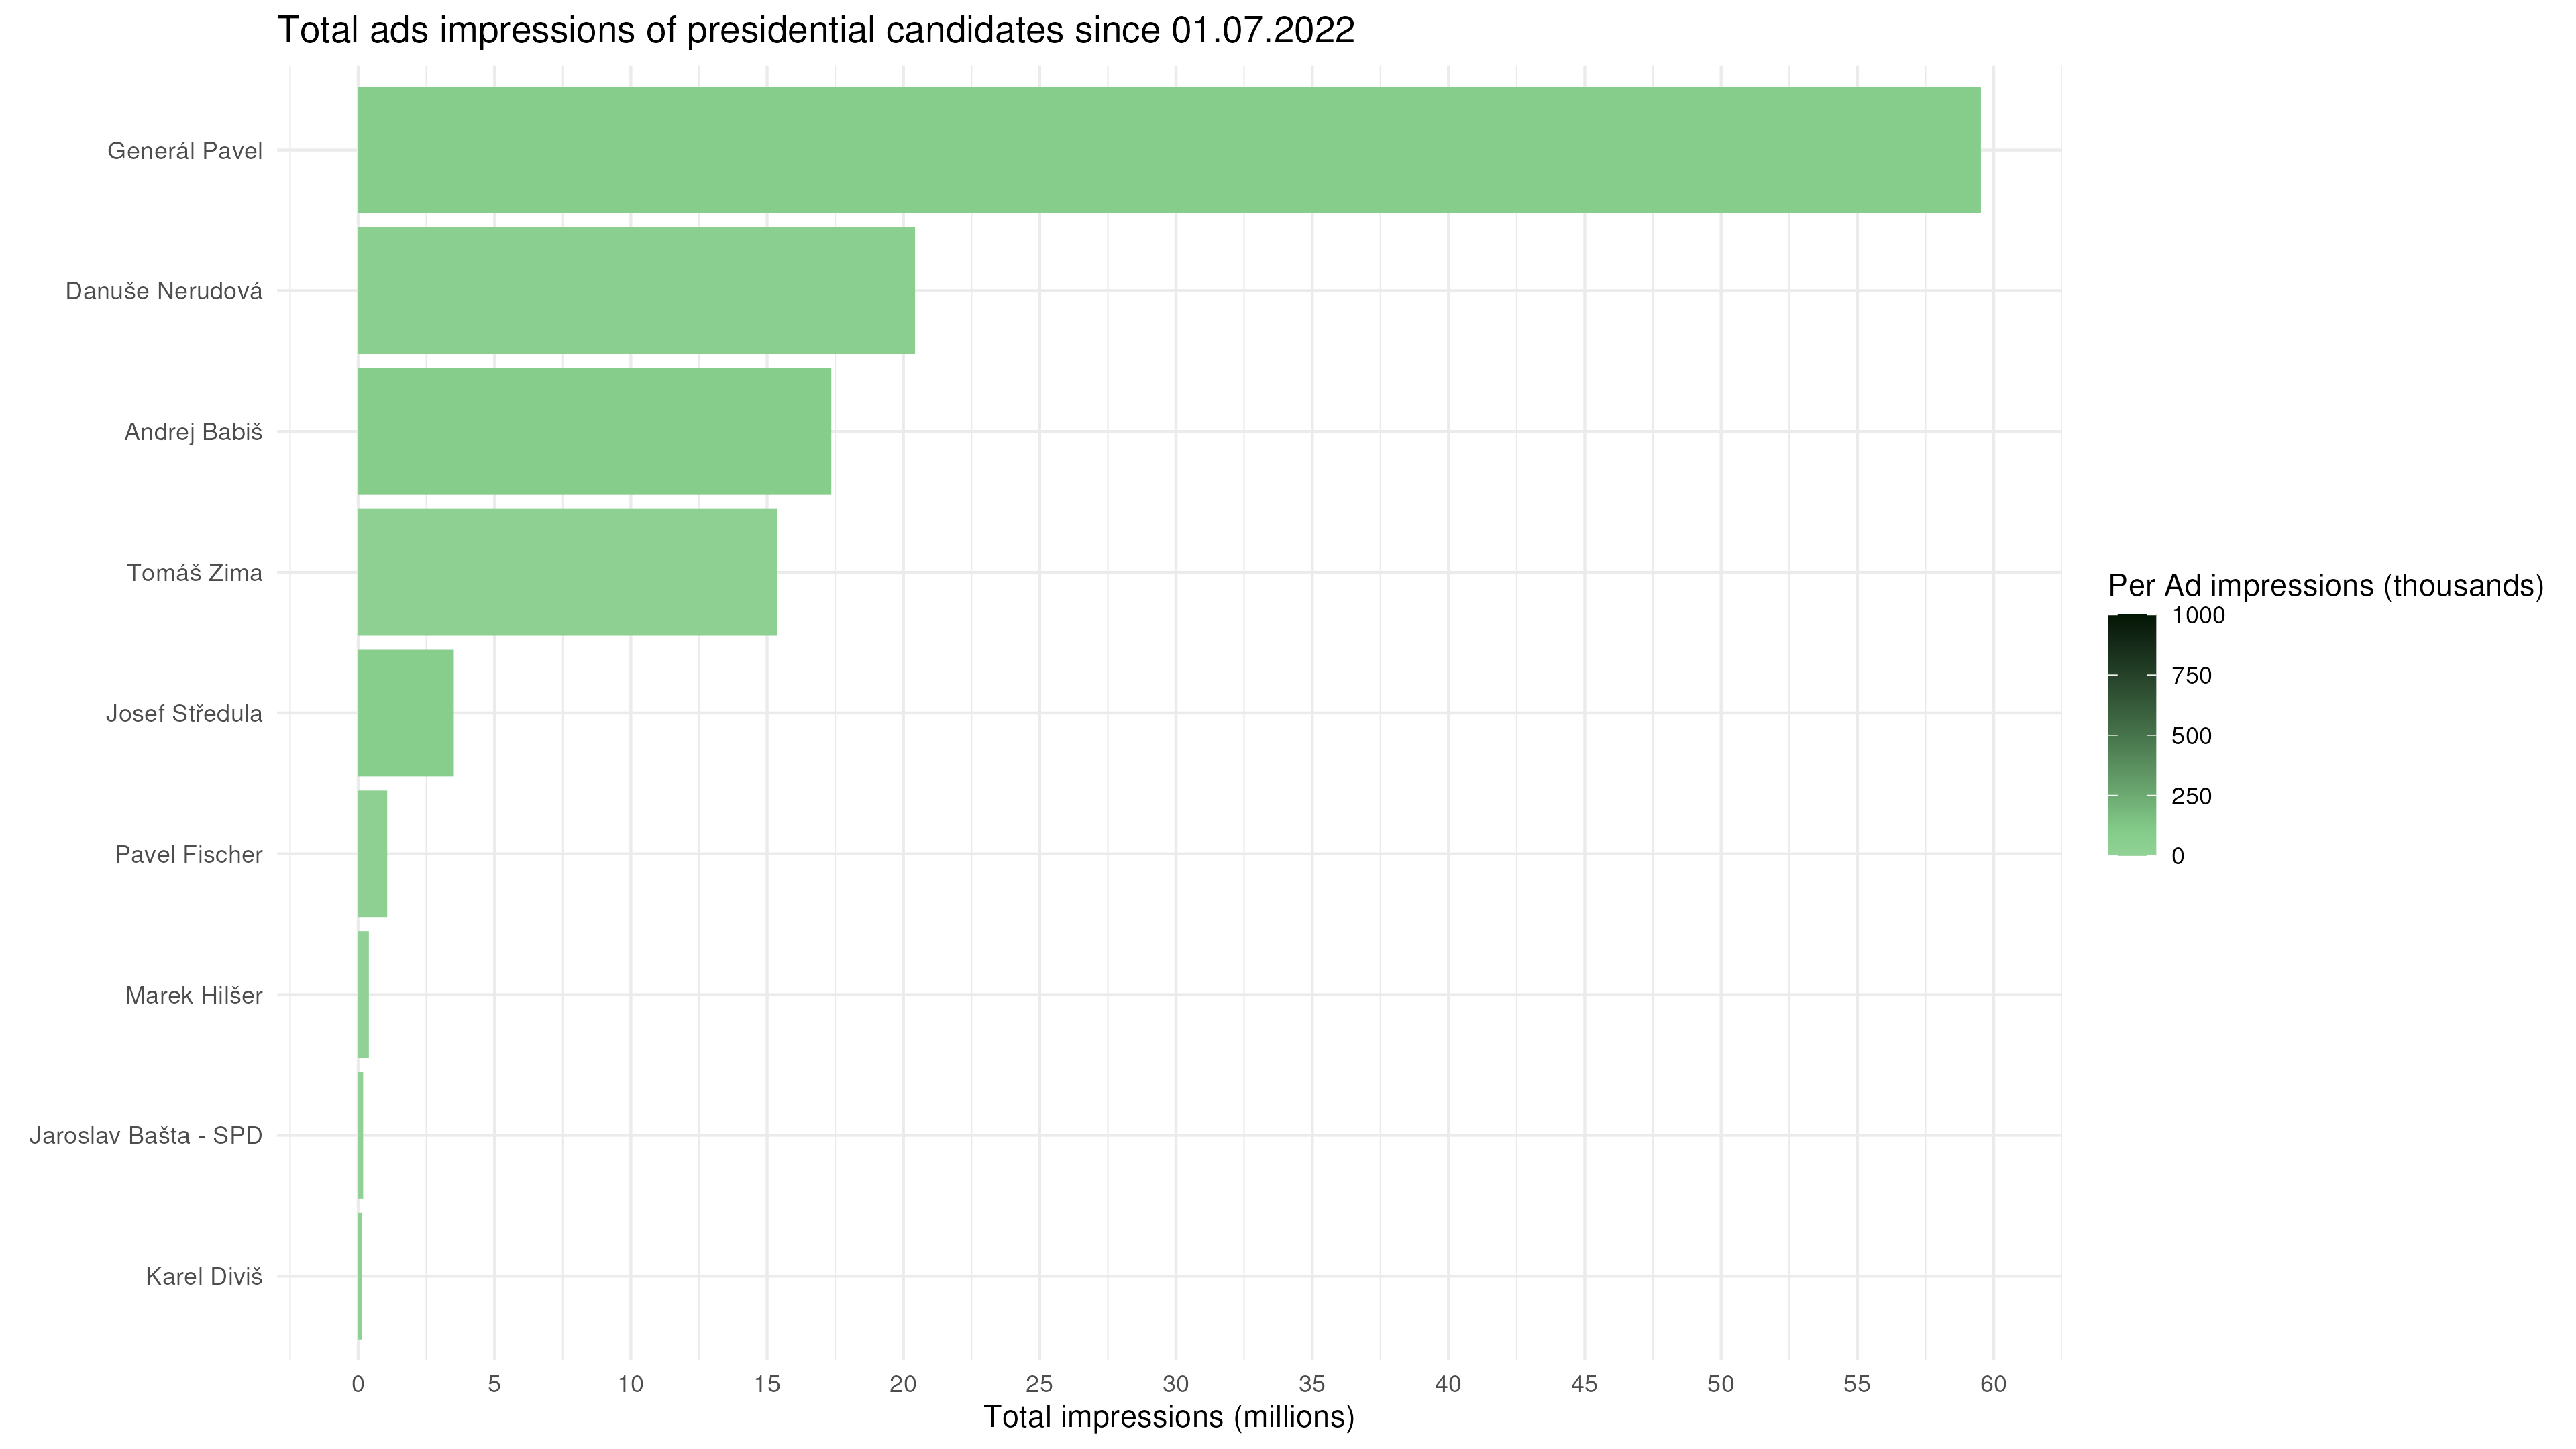 Total ads impressions of presidential candidates since 01.07.2022
Generál Pavel
Danuše Nerudová
Andrej Babiš
Tomáš Zima
Josef Středula
Pavel Fischer
Marek Hilšer
Jaroslav Bašta - SPD
Karel Diviš
0 5 10 15 20 25 30 35 40 45 50 55 60
Total impressions (millions)
Per Ad impressions (thousands)
1000
750
500
250
0